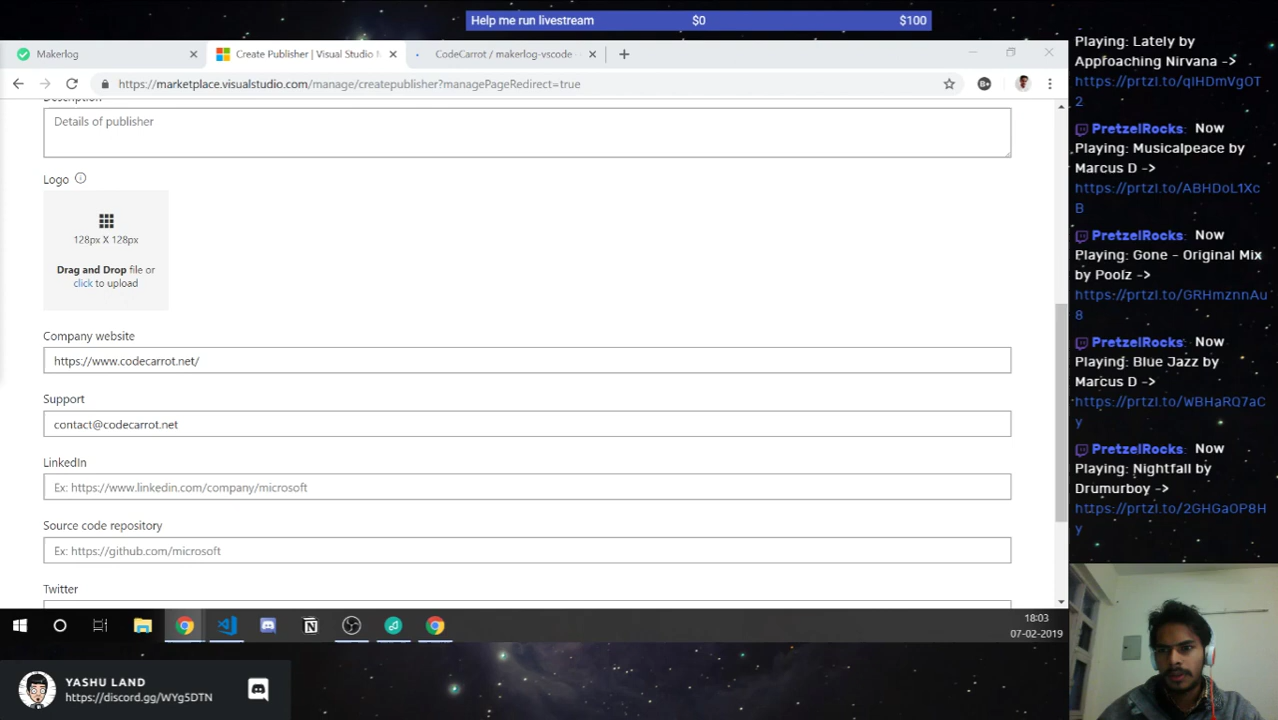 Help me run livestream $0 $100
Makerlog
Create Publisher | Visual Studio M
CodeCarrot / makerlog-vscode
https://marketplace.visualstudio.com/manage/createpublisher?managePageRedirect=true
Description
Details of publisher
Logo
128px X 128px
Drag and Drop file or
click to upload
Company website
https://www.codecarrot.net/
Support
contact@codecarrot.net
LinkedIn
Ex: https://www.linkedin.com/company/microsoft
Source code repository
Ex: https://github.com/microsoft
Twitter
18:03
07-02-2019
YASHU LAND
https://discord.gg/WYg5DTN
Playing: Lately by
Approaching Nirvana ->
https://prtzl.to/qIHDmVgOT
2
PretzelRocks: Now
Playing: Musicalpeace by
Marcus D ->
https://prtzl.to/ABHDoL1Xc
B
PretzelRocks: Now
Playing: Gone - Original Mix
by Poolz ->
https://prtzl.to/GRHmznnAu
8
PretzelRocks: Now
Playing: Blue Jazz by
Marcus D ->
https://prtzl.to/WBHaRQ7aC
y
PretzelRocks: Now
Playing: Nightfall by
Drumurboy ->
https://prtzl.to/2GHGaOP8H
y